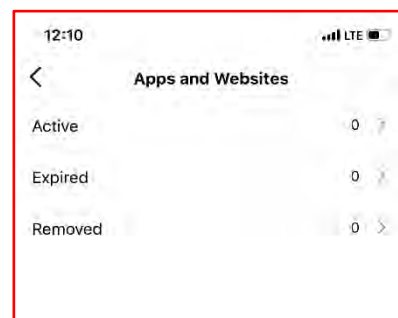 12:10 LTE
Apps and Websites
Active 0
Expired 0
Removed 0